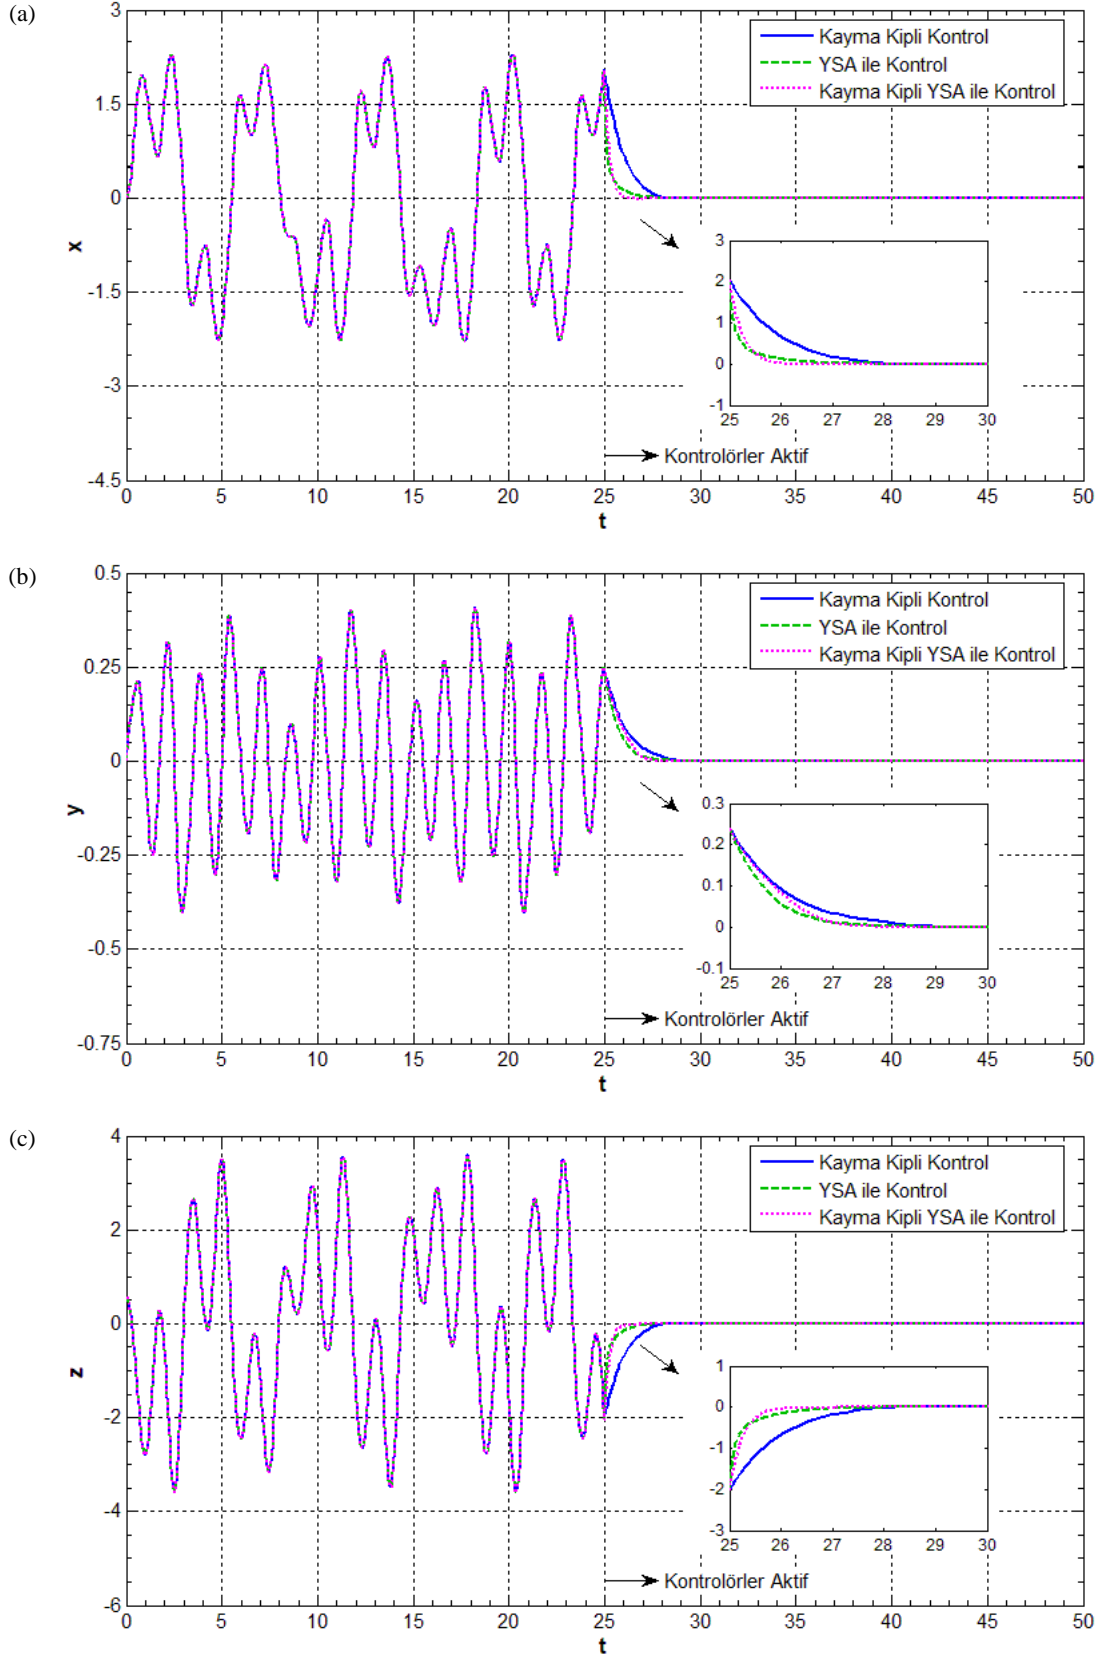 (a)
3
1.5
0
-1.5
-3
-4.5
x
Kayma Kipli Kontrol
YSA ile Kontrol
Kayma Kipli YSA ile Kontrol
3
2
1
0
-1
25 26 27 28 29 30
Kontrolörler Aktif
0 5 10 15 20 25 30 35 40 45 50
t
(b)
0.5
0.25
0
-0.25
-0.5
-0.75
y
Kayma Kipli Kontrol
YSA ile Kontrol
Kayma Kipli YSA ile Kontrol
0.3
0.2
0.1
0
-0.1
25 26 27 28 29 30
Kontrolörler Aktif
0 5 10 15 20 25 30 35 40 45 50
t
(c)
4
2
0
-2
-4
-6
z
Kayma Kipli Kontrol
YSA ile Kontrol
Kayma Kipli YSA ile Kontrol
1
0
-1
-2
-3
25 26 27 28 29 30
Kontrolörler Aktif
0 5 10 15 20 25 30 35 40 45 50
t